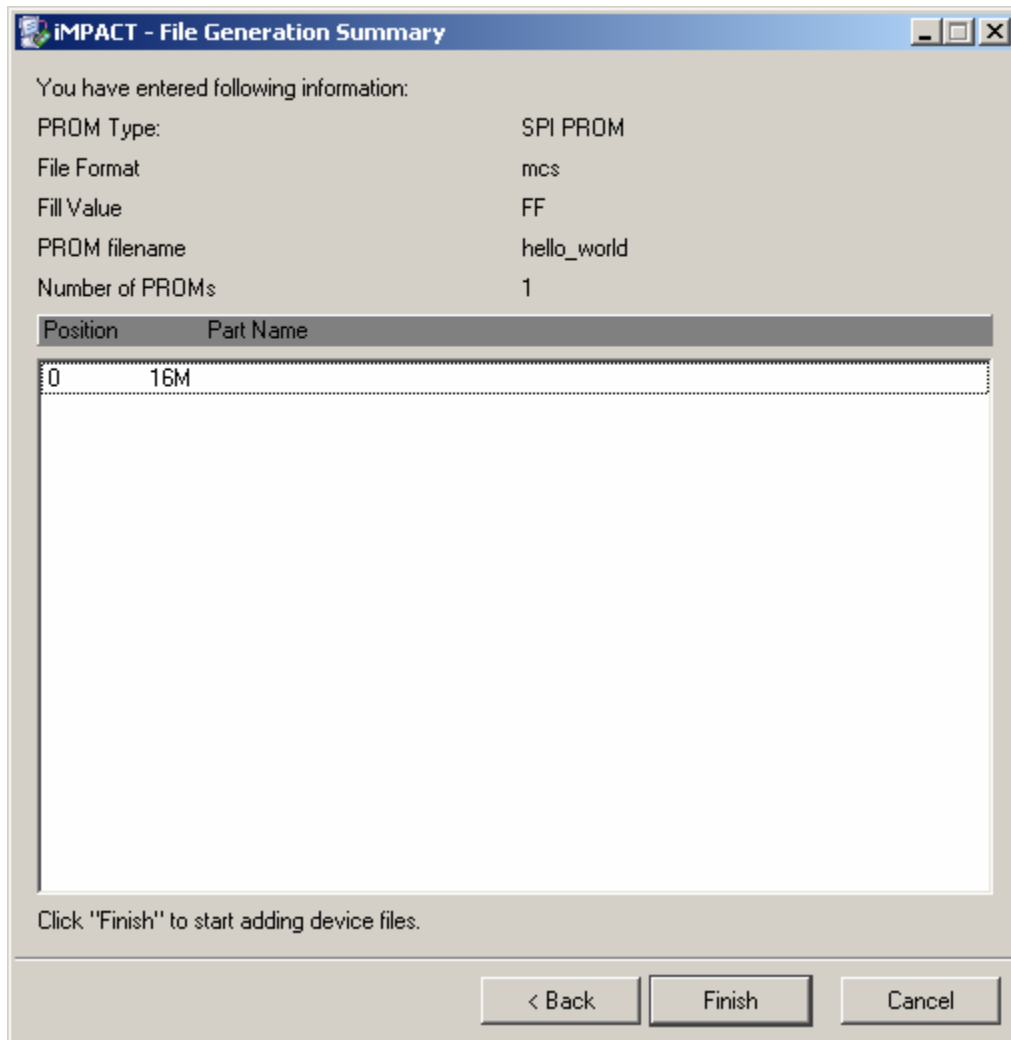 iMPACT - File Generation Summary
You have entered following information:
PROM Type: SPI PROM
File Format mcs
Fill Value FF
PROM filename hello_world
Number of PROMs 1
Position Part Name
0 16M
Click "Finish" to start adding device files.
< Back Finish Cancel